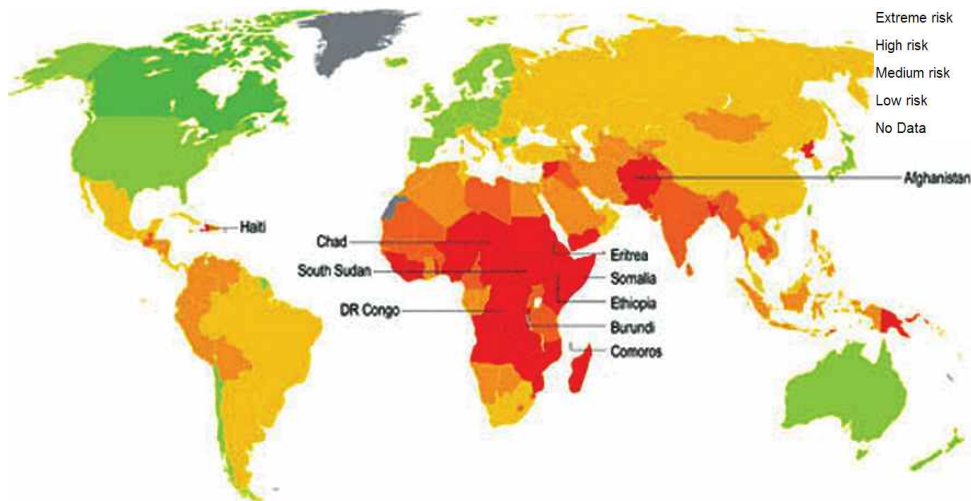 Extreme risk
High risk
Medium risk
Low risk
No Data
Afghanistan
Haiti
Chad
South Sudan
DR Congo
Eritrea
Somalia
Ethiopia
Burundi
Comoros